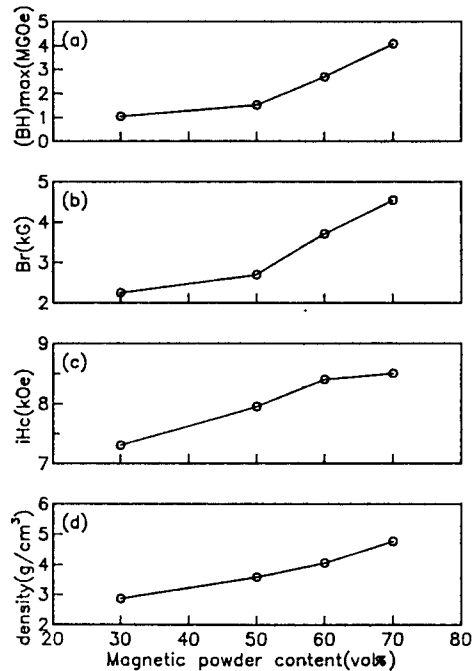 (BH)max(MGOe)
5
4
3
2
1
0
(a)
Br(kG)
5
4
3
2
(b)
iHc(kOe)
9
8
7
(c)
density(g/cm³)
6
5
4
3
2
(d)
20 30 40 50 60 70 80
Magnetic powder content(vol%)